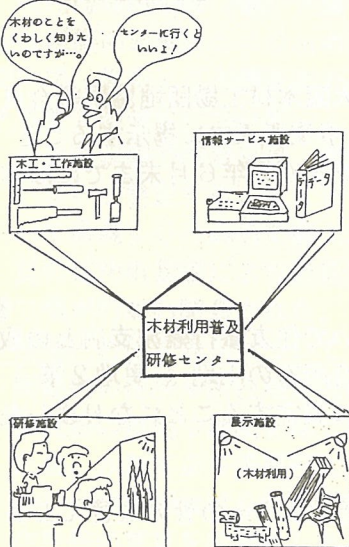 木材のことを
くわしく知りた
いのですが…。
センターに行くと
いいよ!
木工・工作施設
情報サービス施設
データ
データ
木材利用普及
研修センター
研修施設
展示施設
(木材利用)